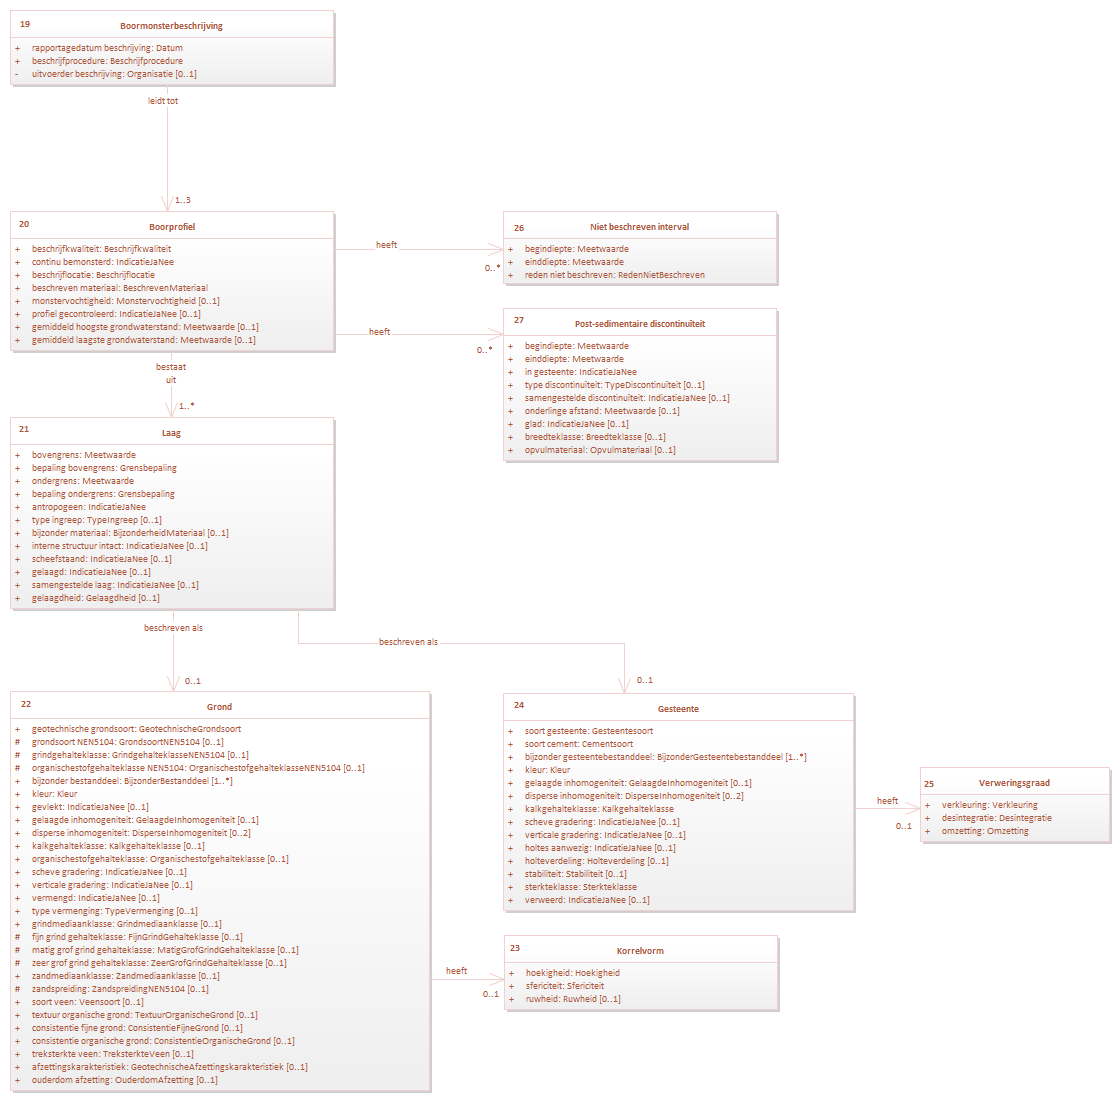 19 Boormonsterbeschrijving
+ rapportagedatum beschrijving: Datum
+ beschrijfprocedure: Beschrijfprocedure
- uitvoerder beschrijving: Organisatie [0..1]
leidt tot
1..3
20 Boorprofiel
+ beschrijfkwaliteit: Beschrijfkwaliteit
+ continu bemonsterd: IndicatieJaNee
+ beschrijflocatie: Beschrijflocatie
+ beschreven materiaal: BeschrevenMateriaal
+ monstervochtigheid: Monstervochtigheid [0..1]
+ profiel gecontroleerd: IndicatieJaNee [0..1]
+ gemiddeld hoogste grondwaterstand: Meetwaarde [0..1]
+ gemiddeld laagste grondwaterstand: Meetwaarde [0..1]
heeft
0..*
26 Niet beschreven interval
+ begindiepte: Meetwaarde
+ einddiepte: Meetwaarde
+ reden niet beschreven: RedenNietBeschreven
heeft
0..*
27 Post-sedimentaire discontinuïteit
+ begindiepte: Meetwaarde
+ einddiepte: Meetwaarde
+ in gesteente: IndicatieJaNee
+ type discontinuïteit: TypeDiscontinuïteit [0..1]
+ samengestelde discontinuïteit: IndicatieJaNee [0..1]
+ onderlinge afstand: Meetwaarde [0..1]
+ glad: IndicatieJaNee [0..1]
+ breedteklasse: Breedteklasse [0..1]
+ opvulmateriaal: Opvulmateriaal [0..1]
bestaat
uit
1..*
21 Laag
+ bovengrens: Meetwaarde
+ bepaling bovengrens: Grensbepaling
+ ondergrens: Meetwaarde
+ bepaling ondergrens: Grensbepaling
+ antropogeen: IndicatieJaNee
+ type ingreep: TypeIngreep [0..1]
+ bijzonder materiaal: BijzonderheidMateriaal [0..1]
+ interne structuur intact: IndicatieJaNee [0..1]
+ scheefstaand: IndicatieJaNee [0..1]
+ gelaagd: IndicatieJaNee [0..1]
+ samengestelde laag: IndicatieJaNee [0..1]
+ gelaagdheid: Gelaagdheid [0..1]
beschreven als
0..1
beschreven als
0..1
22 Grond
+ geotechnische grondsoort: GeotechnischeGrondsoort
# grondsoort NEN5104: GrondsoortNEN5104 [0..1]
# grindgehalteklasse: GrindgehalteklasseNEN5104 [0..1]
# organischestofgehalteklasse NEN5104: OrganischestofgehalteklasseNEN5104 [0..1]
+ bijzonder bestanddeel: BijzonderBestanddeel [1..*]
+ kleur: Kleur
+ gevlekt: IndicatieJaNee [0..1]
+ gelaagde inhomogeniteit: GelaagdeInhomogeniteit [0..1]
+ disperse inhomogeniteit: DisperseInhomogeniteit [0..2]
+ kalkgehalteklasse: Kalkgehalteklasse [0..1]
+ organischestofgehalteklasse: Organischestofgehalteklasse [0..1]
+ scheve gradering: IndicatieJaNee [0..1]
+ verticale gradering: IndicatieJaNee [0..1]
+ vermengd: IndicatieJaNee [0..1]
+ type vermenging: TypeVermenging [0..1]
+ grindmediaanklasse: Grindmediaanklasse [0..1]
# fijn grind gehalteklasse: FijnGrindGehalteklasse [0..1]
# matig grof grind gehalteklasse: MatigGrofGrindGehalteklasse [0..1]
# zeer grof grind gehalteklasse: ZeerGrofGrindGehalteklasse [0..1]
+ zandmediaanklasse: Zandmediaanklasse [0..1]
# zandspreiding: ZandspreidingNEN5104 [0..1]
+ soort veen: Veensoort [0..1]
+ textuur organische grond: TextuurOrganischeGrond [0..1]
+ consistentie fijne grond: ConsistentieFijneGrond [0..1]
+ consistentie organische grond: ConsistentieOrganischeGrond [0..1]
+ treksterkte veen: TreksterkteVeen [0..1]
+ afzettingskarakteristiek: GeotechnischeAfzettingskarakteristiek [0..1]
+ ouderdom afzetting: OuderdomAfzetting [0..1]
24 Gesteente
+ soort gesteente: Gesteentesoort
+ soort cement: Cementsoort
+ bijzonder gesteentebestanddeel: BijzonderGesteentebestanddeel [1..*]
+ kleur: Kleur
+ gelaagde inhomogeniteit: GelaagdeInhomogeniteit [0..1]
+ disperse inhomogeniteit: DisperseInhomogeniteit [0..2]
+ kalkgehalteklasse: Kalkgehalteklasse
+ scheve gradering: IndicatieJaNee [0..1]
+ verticale gradering: IndicatieJaNee [0..1]
+ holtes aanwezig: IndicatieJaNee [0..1]
+ holteverdeling: Holteverdeling [0..1]
+ stabiliteit: Stabiliteit [0..1]
+ sterkteklasse: Sterkteklasse
+ verweerd: IndicatieJaNee [0..1]
heeft
0..1
25 Verweringsgraad
+ verkleuring: Verkleuring
+ desintegratie: Desintegratie
+ omzetting: Omzetting
heeft
0..1
23 Korrelvorm
+ hoekigheid: Hoekigheid
+ sfericiteit: Sfericiteit
+ ruwheid: Ruwheid [0..1]